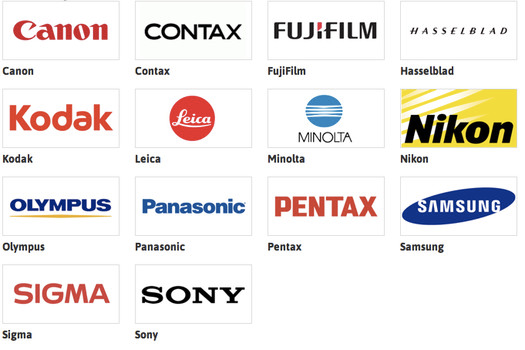 Canon CONTAX FUJIFILM HASSELBLAD
Canon Contax FujiFilm Hasselblad
Kodak Leica MINOLTA Nikon
Kodak Leica Minolta Nikon
OLYMPUS Panasonic PENTAX SAMSUNG
Olympus Panasonic Pentax Samsung
SIGMA SONY
Sigma Sony